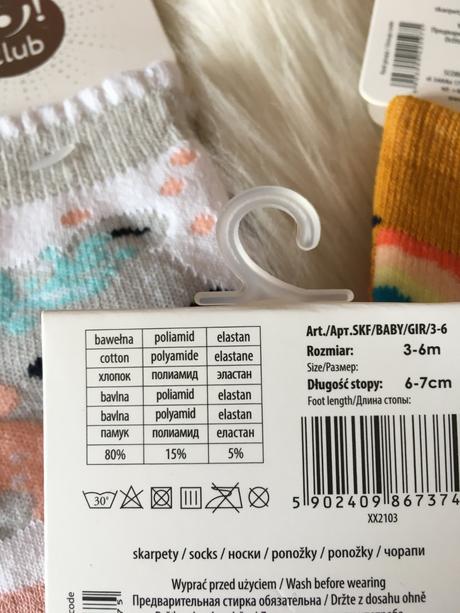 o!
club
Art./Арт.SKF/BABY/GIR/3-6
Rozmiar: 3-6m
Size/Размер:
Długość stopy: 6-7cm
Foot length/Длина стопы:
bawełna poliamid elastan
cotton polyamide elastane
хлопок полиамид эластан
bavlna poliamid elastan
bavlna polyamid elastan
памук полиамид еластан
80% 15% 5%
30°
5 902409 867374
XX2103
skarpety / socks / носки / ponožky / ponožky / чорапи
Wyprać przed użyciem / Wash before wearing
Предварительная стирка обязательна / Držte z dosahu ohně
code